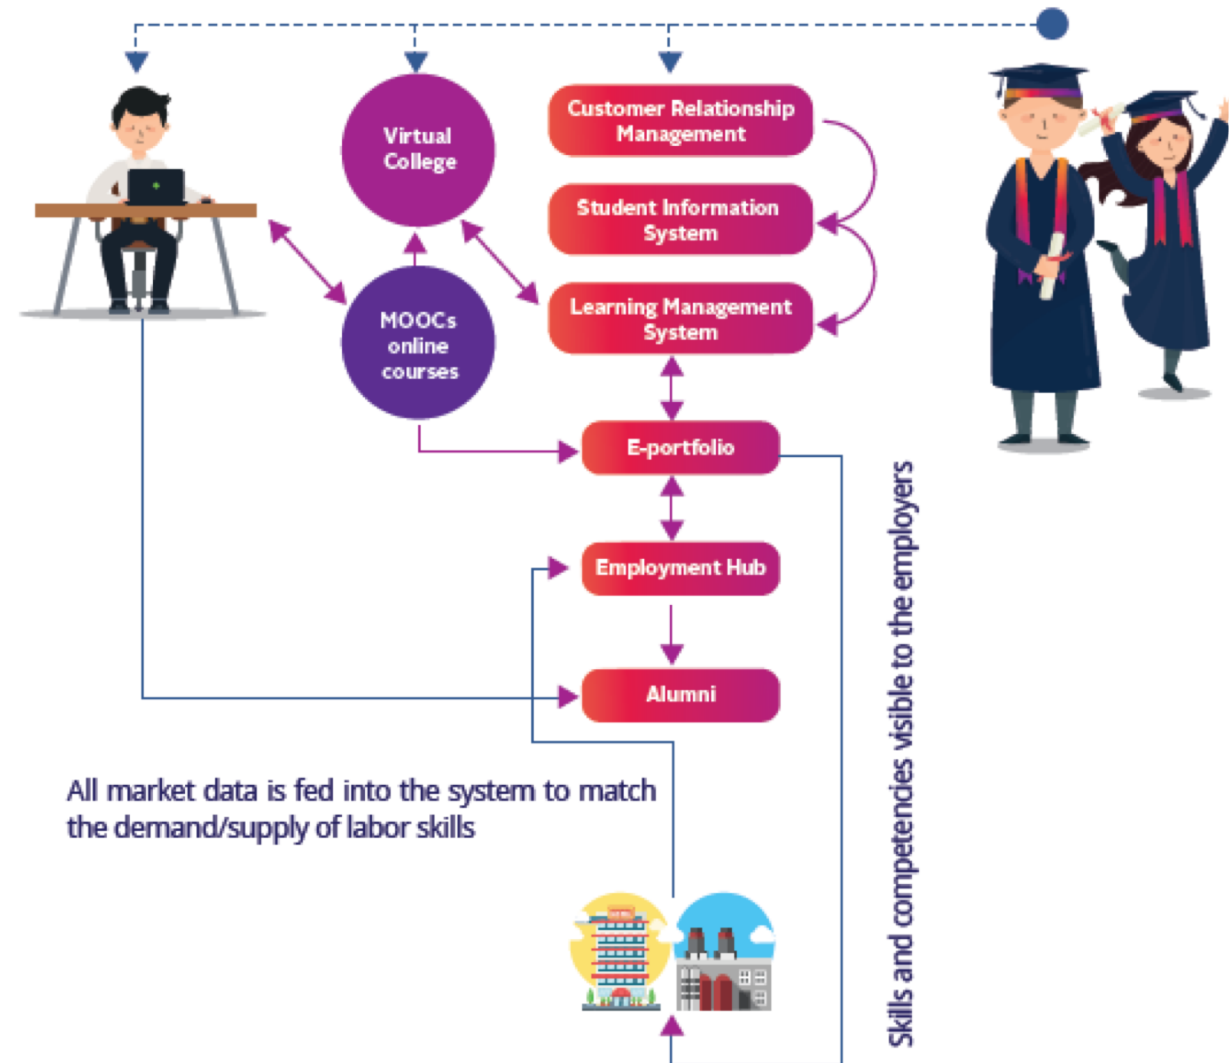 Virtual
College
Customer Relationship
Management
Student Information
System
Learning Management
System
MOOCs
online
courses
E-portfolio
Employment Hub
Alumni
Skills and competencies visible to the employers
All market data is fed into the system to match
the demand/supply of labor skills